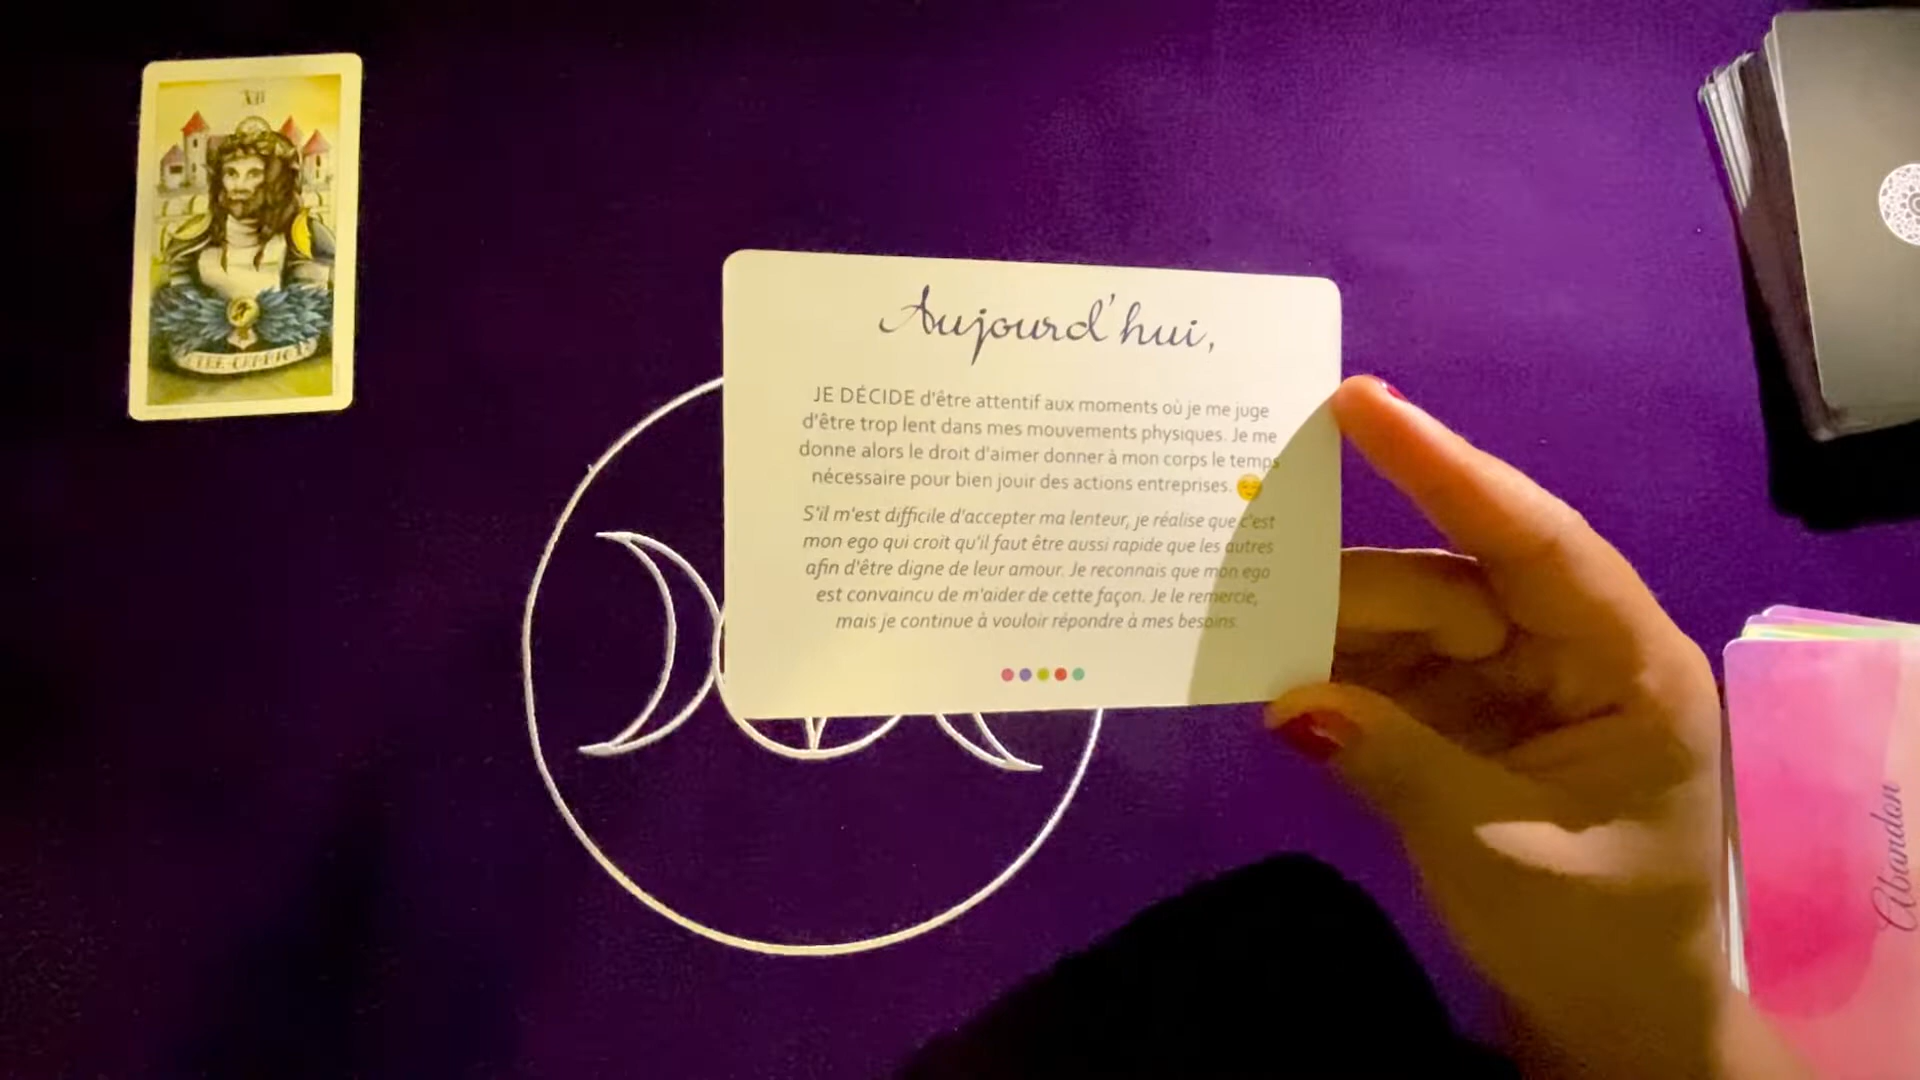 Aujourd'hui,
JE DÉCIDE d'être attentif aux moments où je me juge
d'être trop lent dans mes mouvements physiques. Je me
donne alors le droit d'aimer donner à mon corps le temps
nécessaire pour bien jouir des actions entreprises.
S'il m'est difficile d'accepter ma lenteur, je réalise que c'est
mon ego qui croit qu'il faut être aussi rapide que les autres
afin d'être digne de leur amour. Je reconnais que mon ego
est convaincu de m'aider de cette façon. Je le remercie,
mais je continue à vouloir répondre à mes besoins.
Abandon